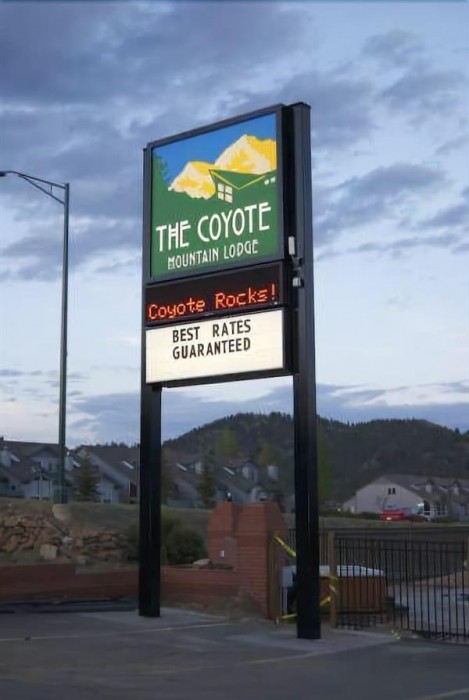 THE COYOTE
MOUNTAIN LODGE
Coyote Rocks!
BEST RATES
GUARANTEED